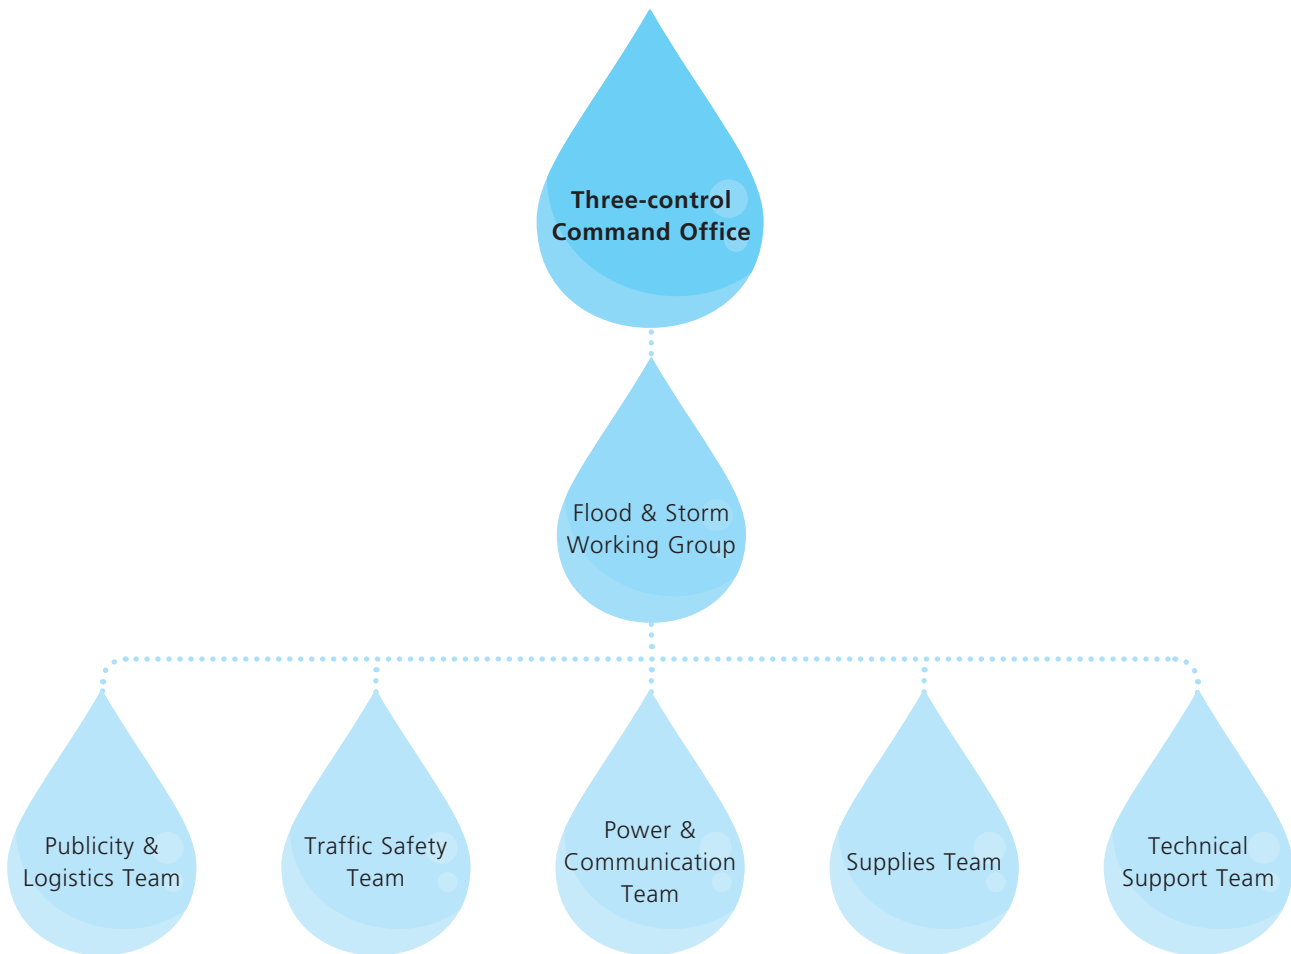 Three-control
Command Office
Flood & Storm
Working Group
Publicity &
Logistics Team
Traffic Safety
Team
Power &
Communication
Team
Supplies Team
Technical
Support Team